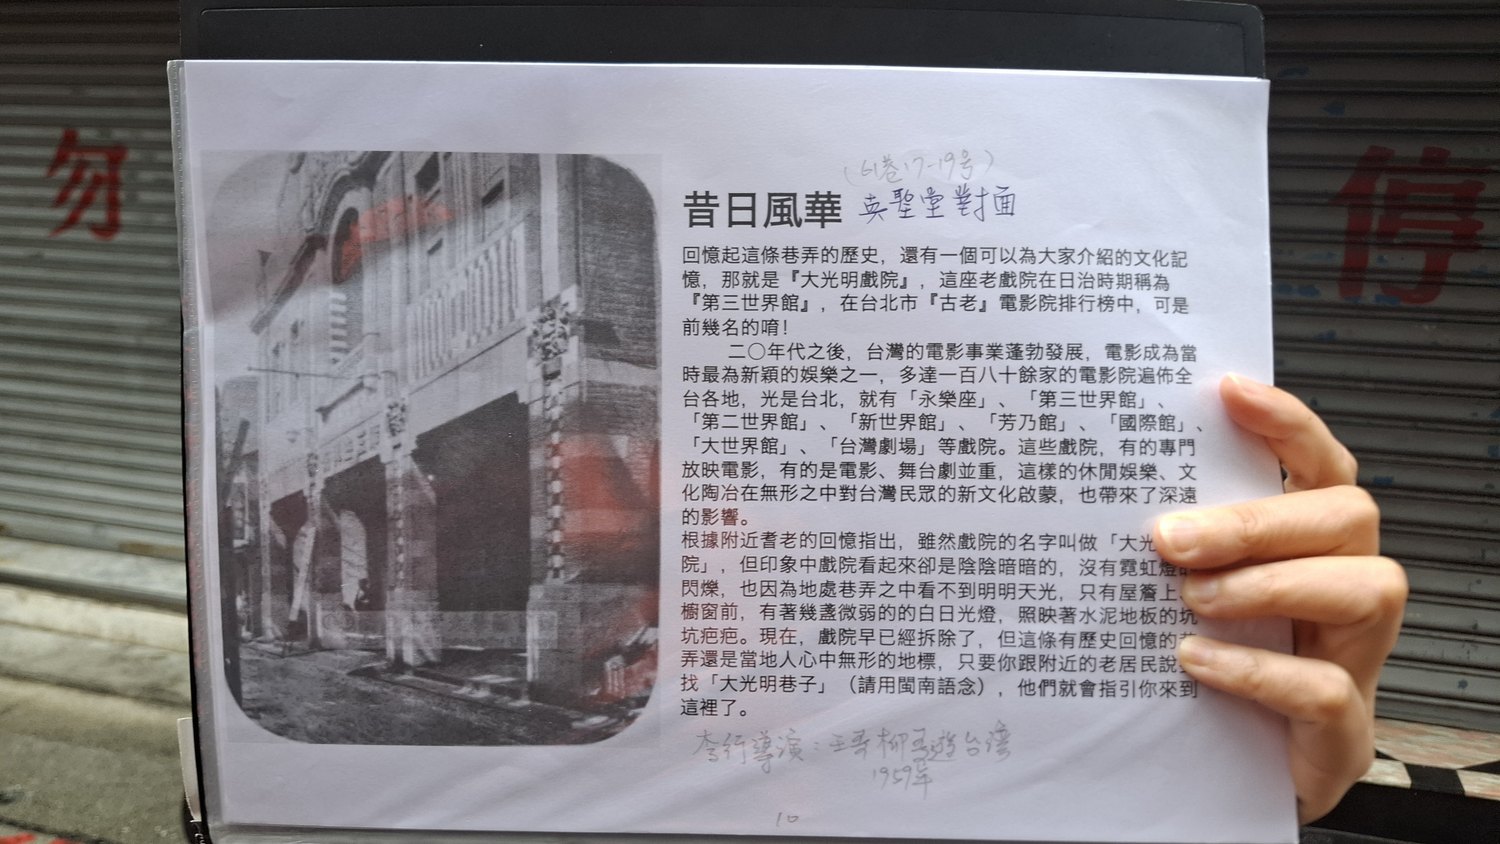 勿
停
(61巷17-19号)
昔日風華 與聖堂對面
回憶起這條巷弄的歷史，還有一個可以為大家介紹的文化記
憶，那就是『大光明戲院』，這座老戲院在日治時期稱為
『第三世界館』，在台北市『古老』電影院排行榜中，可是
前幾名的唷！
二〇年代之後，台灣的電影事業蓬勃發展，電影成為當
時最為新穎的娛樂之一，多達一百八十餘家的電影院遍佈全
台各地，光是台北，就有「永樂座」、「第三世界館」、
「第二世界館」、「新世界館」、「芳乃館」、「國際館」、
「大世界館」、「台灣劇場」等戲院。這些戲院，有的專門
放映電影，有的是電影、舞台劇並重，這樣的休閒娛樂、文
化陶冶在無形之中對台灣民眾的新文化啟蒙，也帶來了深遠
的影響。
根據附近耆老的回憶指出，雖然戲院的名字叫做「大光
院」，但印象中戲院看起來卻是陰陰暗暗的，沒有霓虹燈
閃爍，也因為地處巷弄之中看不到明明天光，只有屋簷上
櫥窗前，有著幾盞微弱的的白日光燈，照映著水泥地板的坑
坑疤疤。現在，戲院早已經拆除了，但這條有歷史回憶的
弄還是當地人心中無形的地標，只要你跟附近的老居民說
找「大光明巷子」（請用閩南語念），他們就會指引你來到
這裡了。
李行導演：王哥柳哥遊台灣
1959年
10